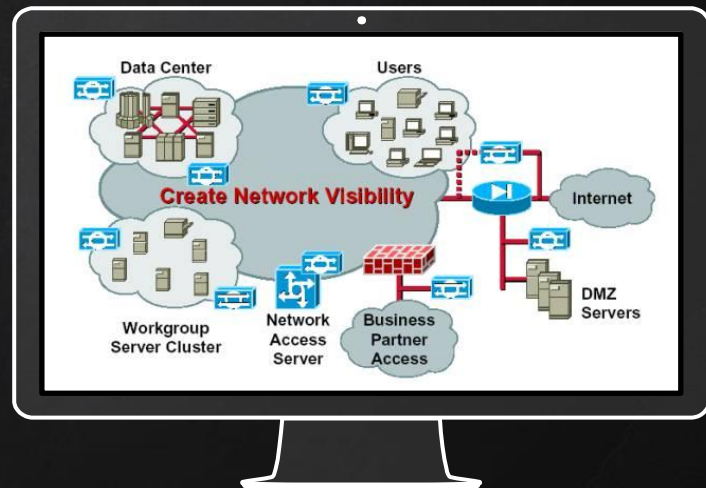 Data Center
Users
Create Network Visibility
Internet
Workgroup
Server Cluster
Network
Access
Server
Business
Partner
Access
DMZ
Servers